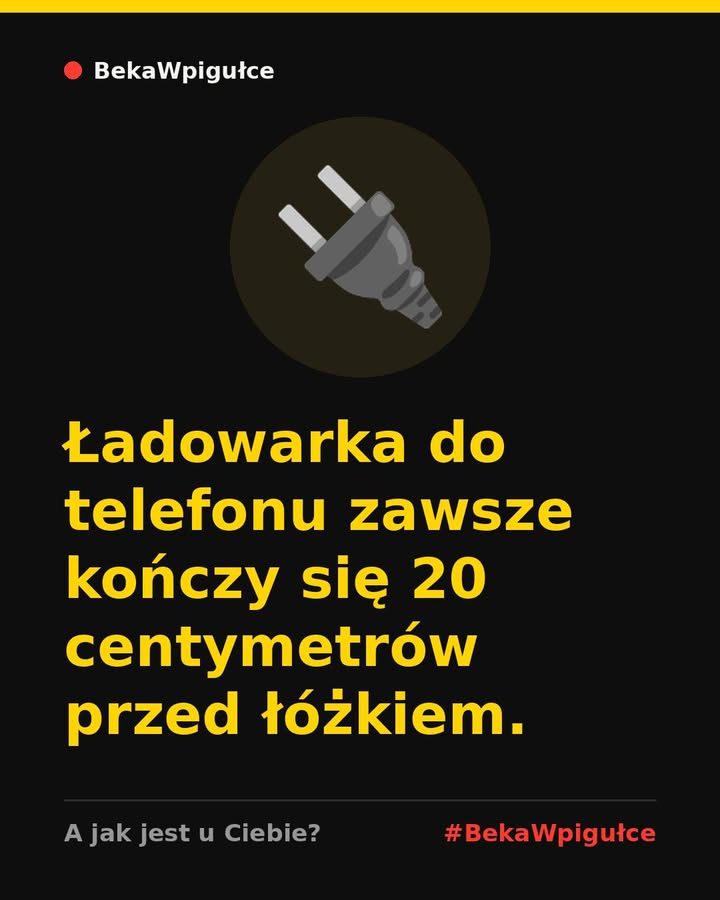 BekaWpigułce
Ładowarka do
telefonu zawsze
kończy się 20
centymetrów
przed łóżkiem.
A jak jest u Ciebie?
#BekaWpigułce